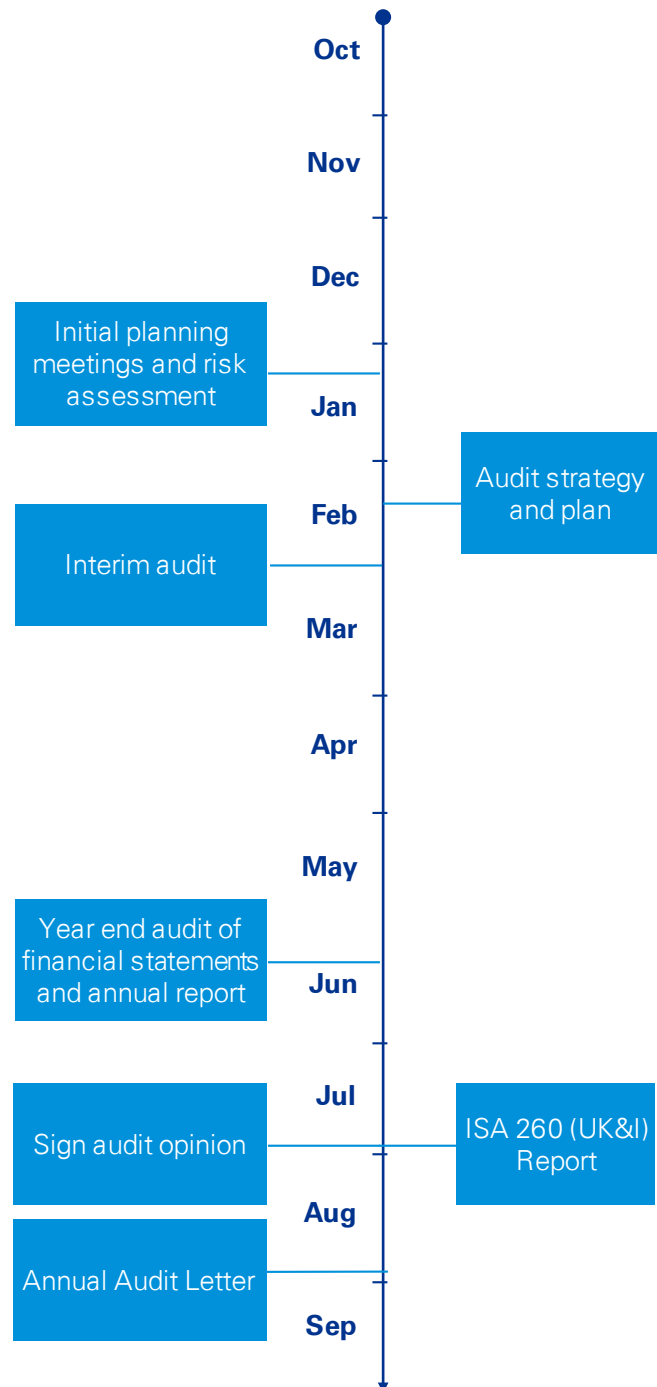 Oct
Nov
Dec
Initial planning
meetings and risk
assessment
Jan
Audit strategy
and plan
Feb
Interim audit
Mar
Apr
May
Year end audit of
financial statements
and annual report
Jun
Jul
Sign audit opinion
ISA 260 (UK&I)
Report
Aug
Annual Audit Letter
Sep